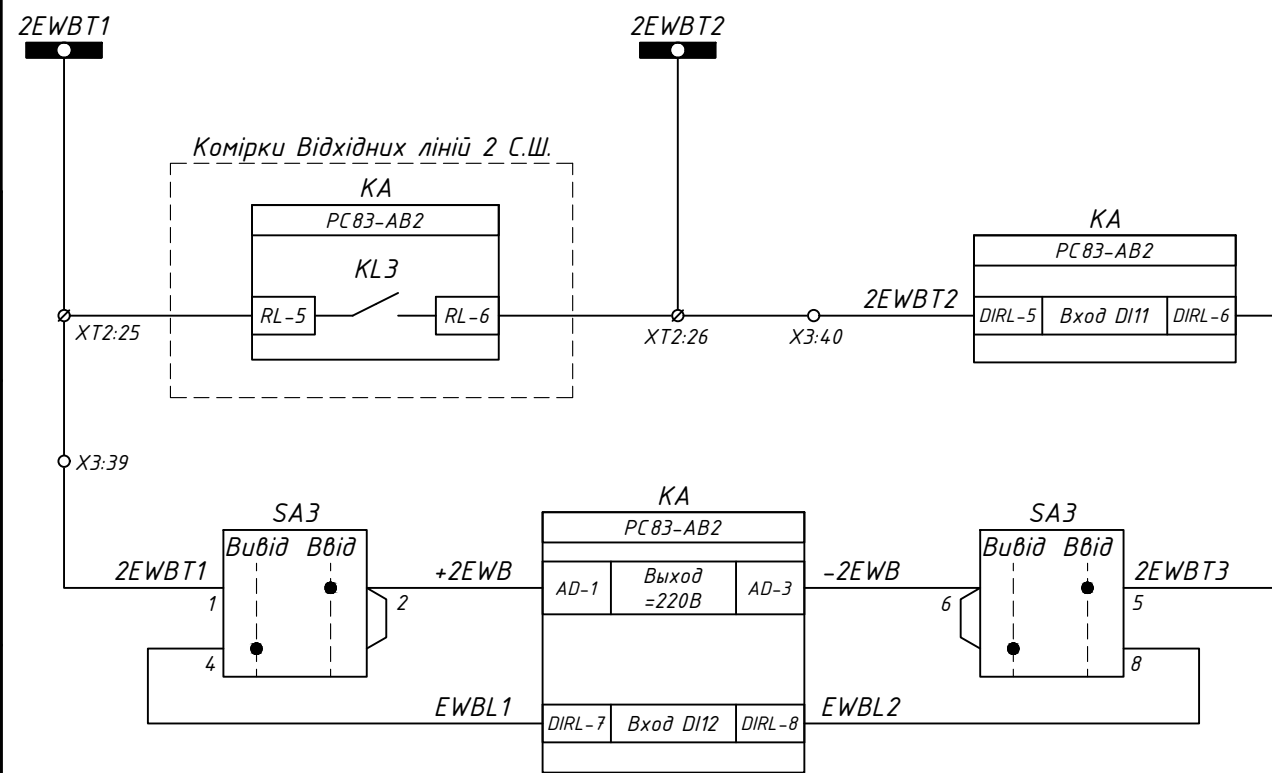 2EWBT1
2EWBT2
Комірки Відхідних ліній 2 С.Ш.
KA
PC83-AB2
KL3
RL-5
RL-6
XT2:25
XT2:26
X3:40
2EWBT2
KA
PC83-AB2
DIRL-5
Вход DI11
DIRL-6
X3:39
SA3
Вивід Ввід
2EWBT1
1
2
4
+2EWB
KA
PC83-AB2
AD-1
Выход
=220В
AD-3
-2EWB
SA3
Вивід Ввід
6
5
8
2EWBT3
EWBL1
DIRL-7
Вход DI12
DIRL-8
EWBL2